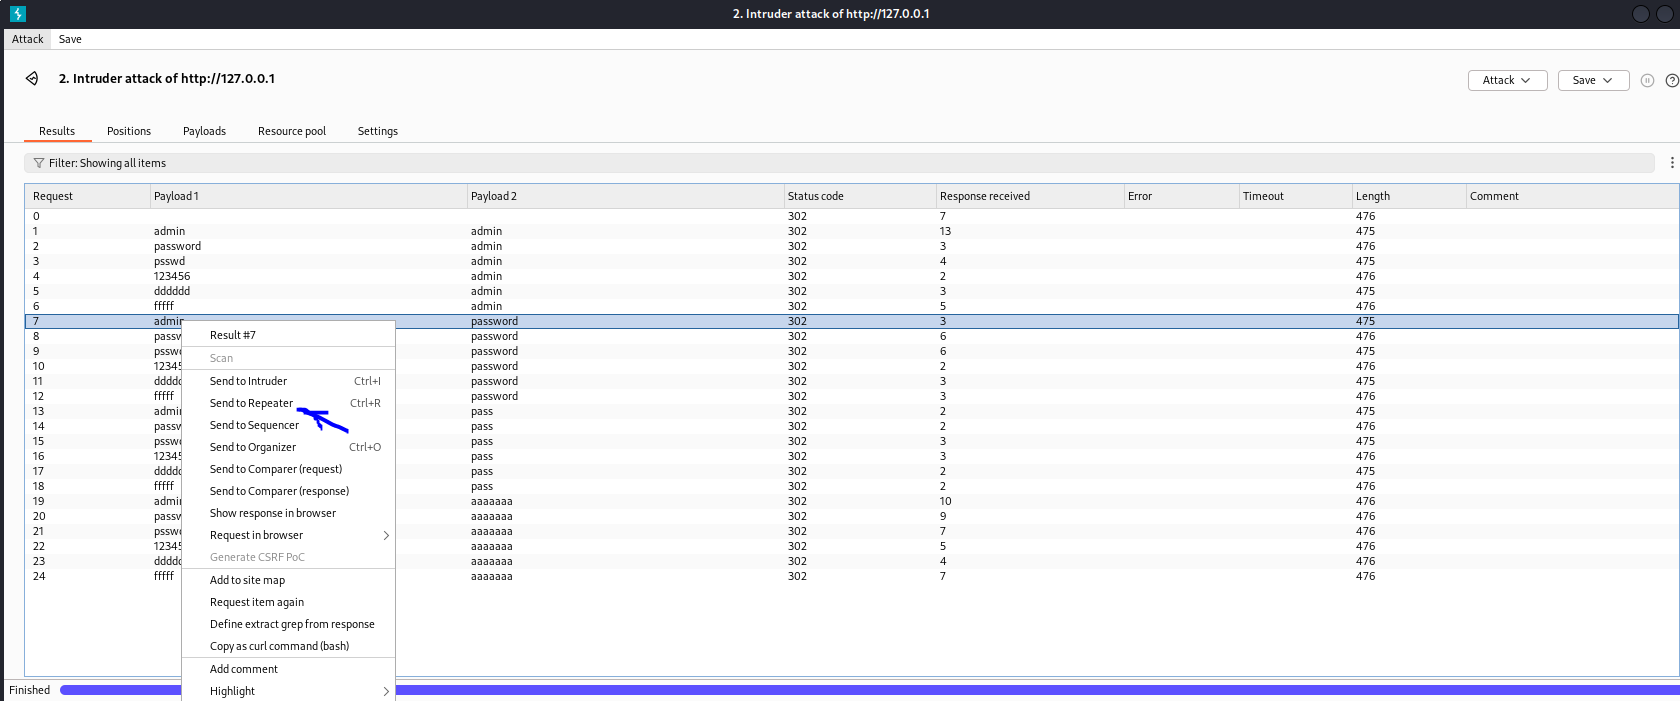 2. Intruder attack of http://127.0.0.1
Attack Save
2. Intruder attack of http://127.0.0.1
Attack Save
Results Positions Payloads Resource pool Settings
Filter: Showing all items
Request Payload 1 Payload 2 Status code Response received Error Timeout Length Comment
0 302 7 476
1 admin admin 302 13 475
2 password admin 302 3 476
3 psswd admin 302 4 475
4 123456 admin 302 2 476
5 dddddd admin 302 3 475
6 fffff admin 302 5 476
7 admin password 302 3 475
8 passw password 302 6 476
9 psswd password 302 6 475
10 12345 password 302 2 476
11 ddddd password 302 3 475
12 fffff password 302 3 476
13 admin pass 302 2 475
14 passw pass 302 2 476
15 psswd pass 302 3 475
16 12345 pass 302 3 476
17 ddddd pass 302 2 475
18 fffff pass 302 2 476
19 admin aaaaaaa 302 10 476
20 passw aaaaaaa 302 9 476
21 psswd aaaaaaa 302 7 476
22 12345 aaaaaaa 302 5 476
23 ddddd aaaaaaa 302 4 476
24 fffff aaaaaaa 302 7 476
Result #7
Scan
Send to Intruder Ctrl+I
Send to Repeater Ctrl+R
Send to Sequencer
Send to Organizer Ctrl+O
Send to Comparer (request)
Send to Comparer (response)
Show response in browser
Request in browser
Generate CSRF PoC
Add to site map
Request item again
Define extract grep from response
Copy as curl command (bash)
Add comment
Highlight
Finished